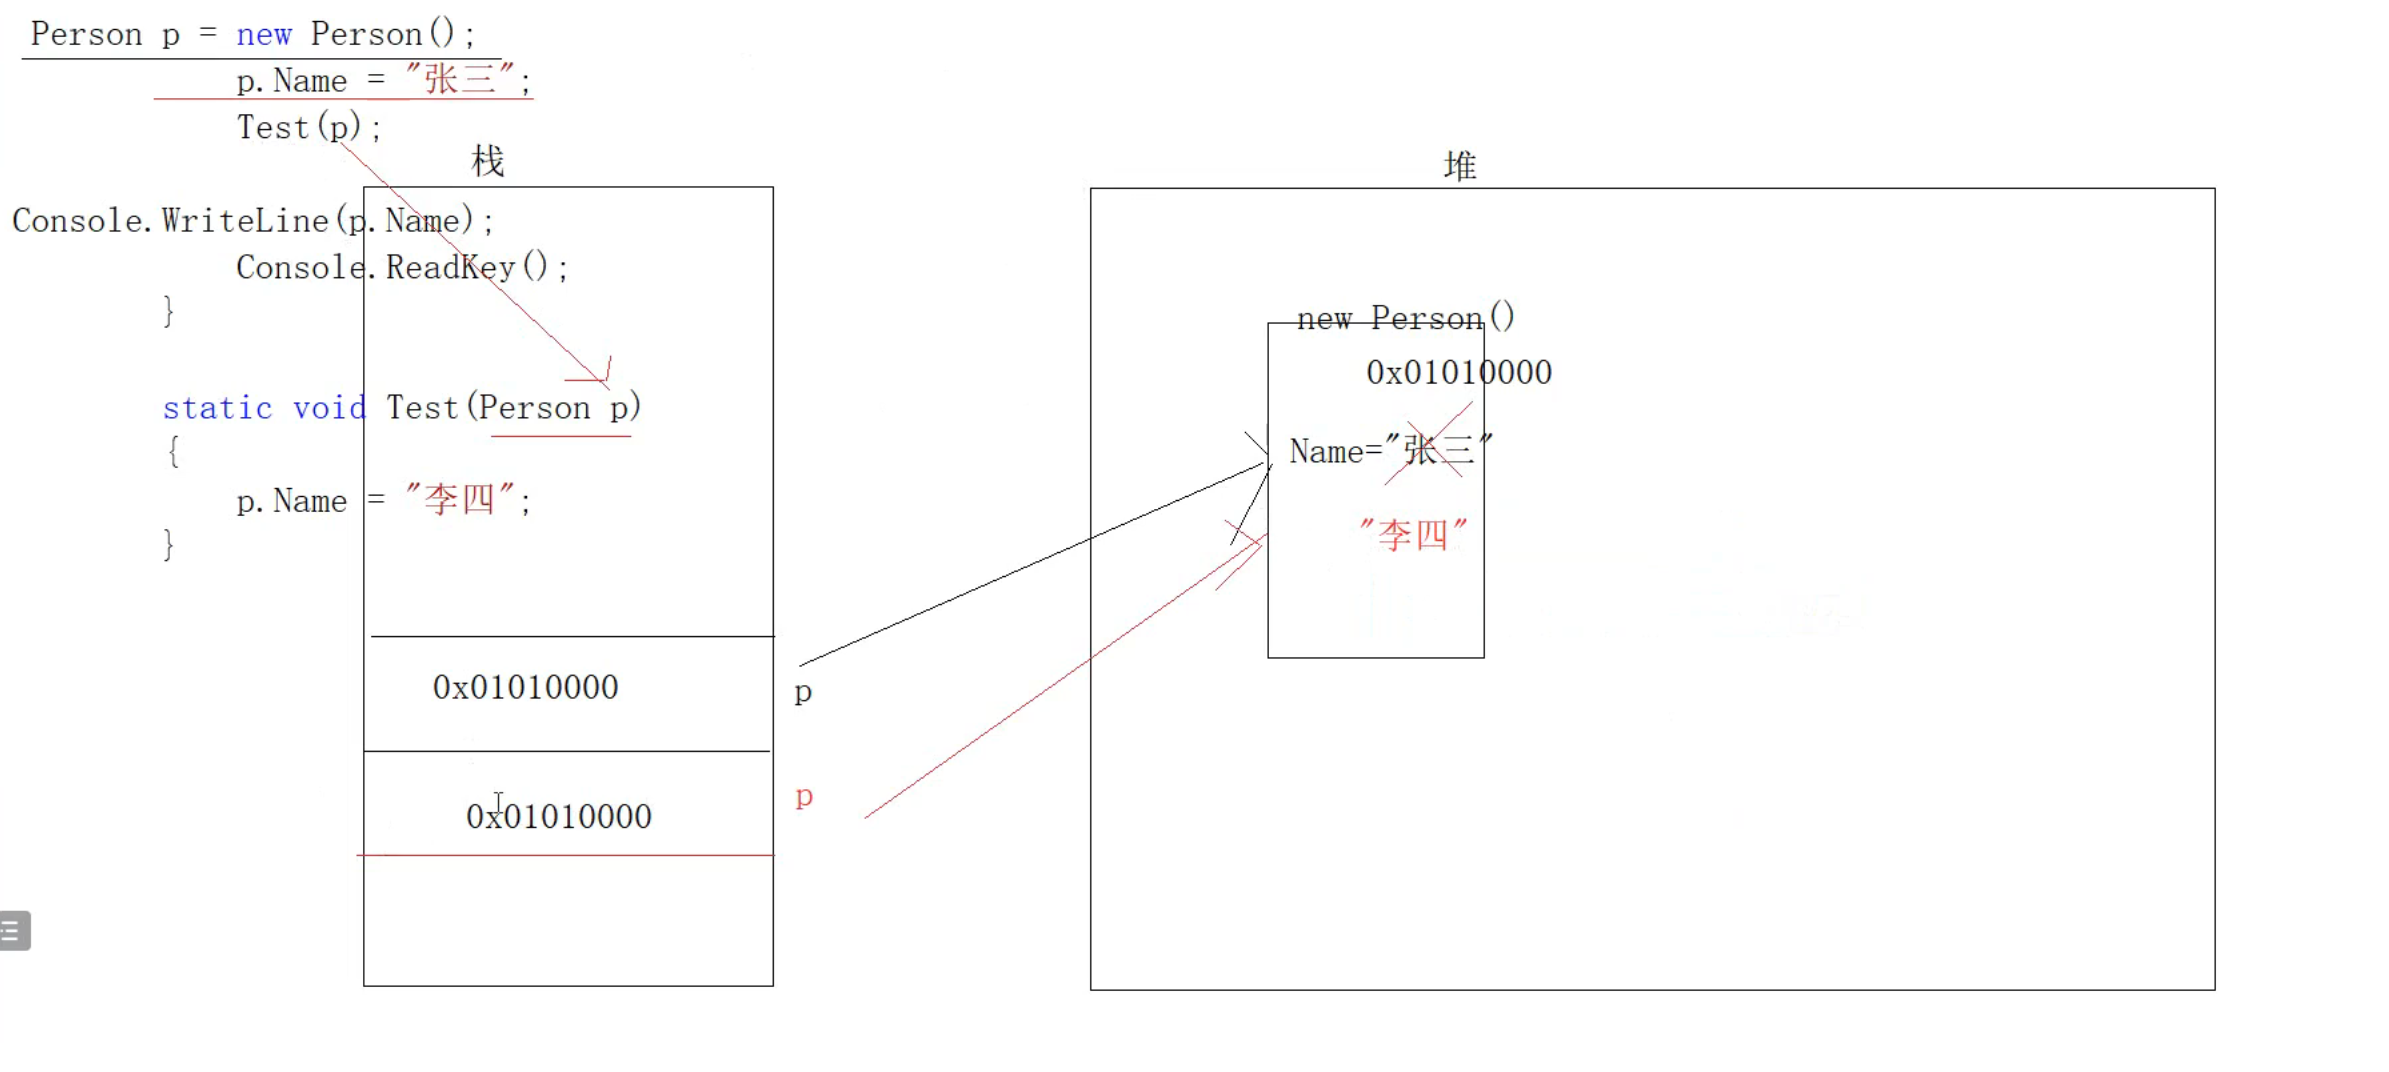 Person p = new Person();
p.Name = "张三";
Test(p);
栈
堆
Console.WriteLine(p.Name);
Console.ReadKey();
}
new Person()
0x01010000
static void Test(Person p)
{
Name="张三"
p.Name = "李四";
"李四"
}
0x01010000
p
p
0x01010000